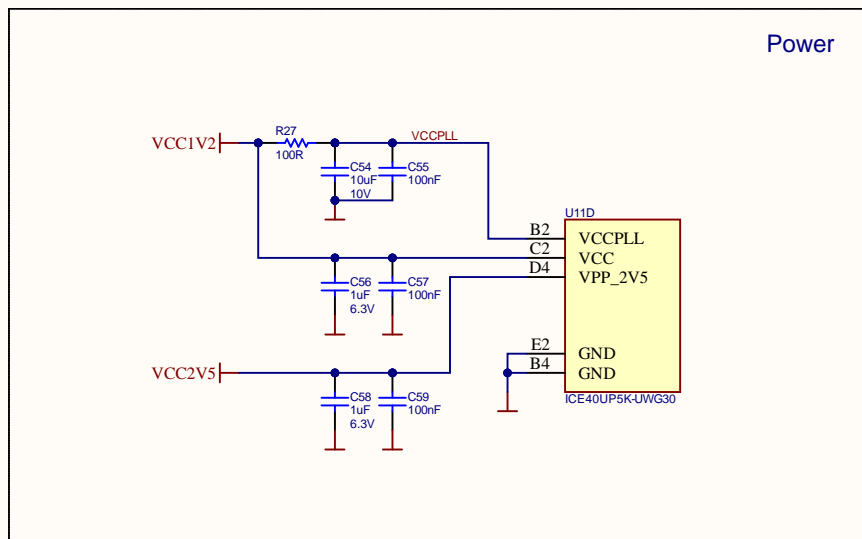 Power
R27
VCC1V2
VCCPLL
100R
C54
10uF
10V
C55
100nF
U11D
B2
VCCPLL
C2
VCC
D4
VPP_2V5
C56
1uF
6.3V
C57
100nF
E2
GND
B4
GND
VCC2V5
C58
1uF
6.3V
C59
100nF
ICE40UP5K-UWG30